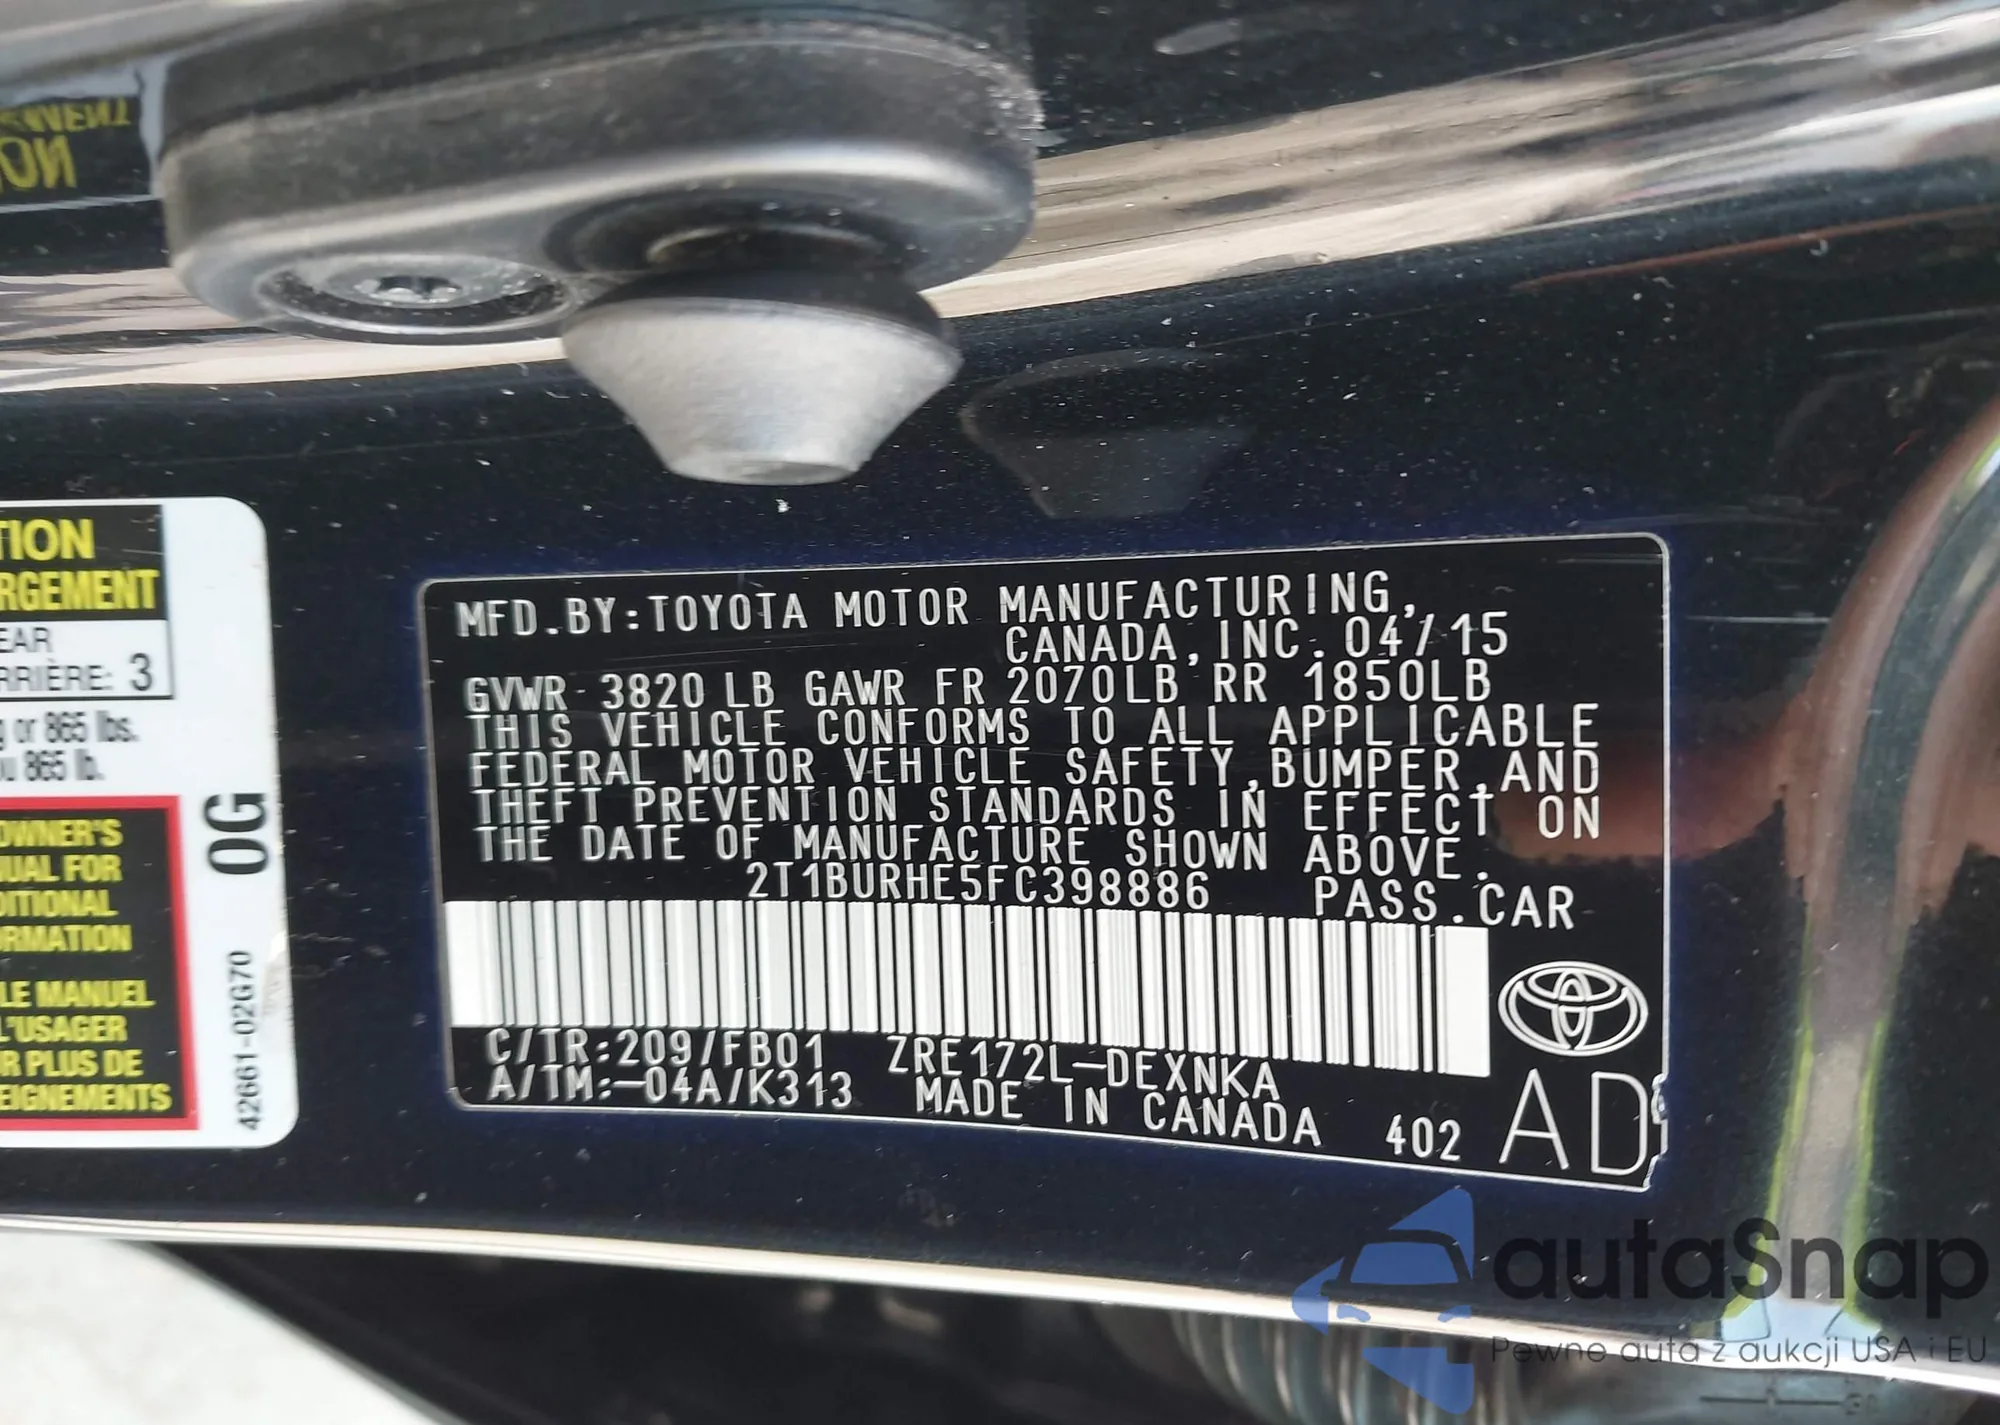 TION
RGEMENT
EAR
RRIÈRE: 3
g or 865 lbs.
u 865 lb.
OWNER'S
UAL FOR
DITIONAL
ORMATION
LE MANUEL
L'USAGER
R PLUS DE
EIGNEMENTS
0G
42661-02G70
MFD.BY:TOYOTA MOTOR MANUFACTURING,
CANADA,INC. 04/15
GVWR 3820 LB GAWR FR 2070LB RR 1850LB
THIS VEHICLE CONFORMS TO ALL APPLICABLE
FEDERAL MOTOR VEHICLE SAFETY,BUMPER,AND
THEFT PREVENTION STANDARDS IN EFFECT ON
THE DATE OF MANUFACTURE SHOWN ABOVE.
2T1BURHE5FC398886 PASS.CAR
C/TR:209/FB01 ZRE172L-DEXNKA
A/TM:-04A/K313 MADE IN CANADA 402 AD
autaSnap
Pewne auta z aukcji USA i EU